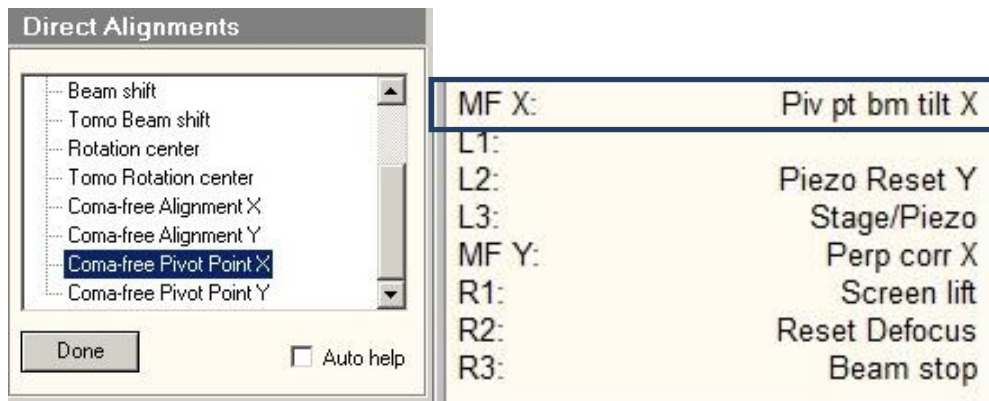 Direct Alignments
Beam shift
Tomo Beam shift
Rotation center
Tomo Rotation center
Coma-free Alignment X
Coma-free Alignment Y
Coma-free Pivot Point X
Coma-free Pivot Point Y
Done
Auto help
MF X: Piv pt bm tilt X
L1:
L2: Piezo Reset Y
L3: Stage/Piezo
MF Y: Perp corr X
R1: Screen lift
R2: Reset Defocus
R3: Beam stop